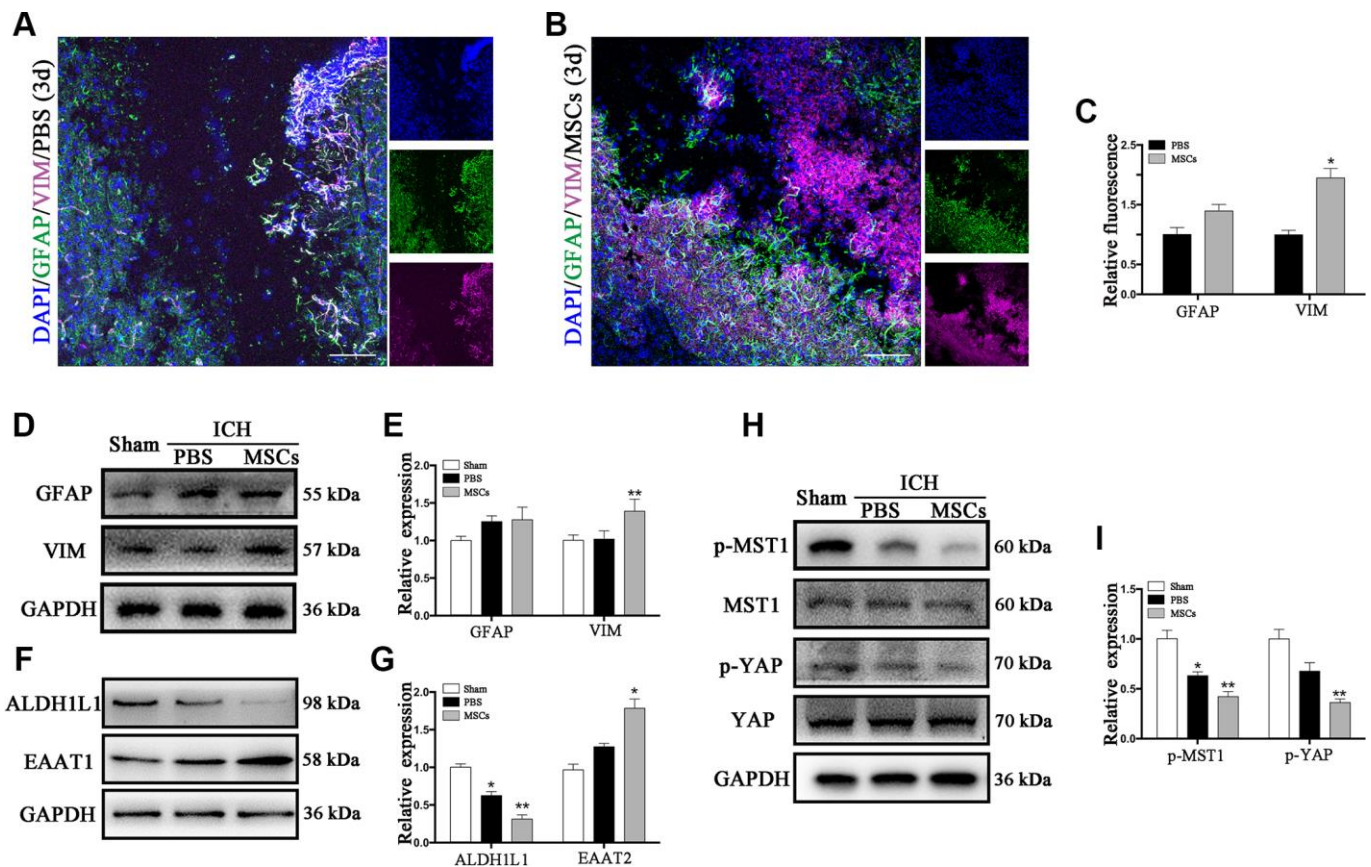 A
DAPI/GFAP/VIM/PBS (3d)
B
DAPI/GFAP/VIM/MSCs (3d)
C
PBS
MSCs
Relative fluorescence
2.5
2.0
1.5
1.0
0.5
0.0
*
GFAP VIM
D
Sham ICH
PBS MSCs
GFAP 55 kDa
VIM 57 kDa
GAPDH 36 kDa
E
Sham
PBS
MSCs
Relative expression
2.0
1.5
1.0
0.5
0.0
**
GFAP VIM
F
ALDH1L1 98 kDa
EAAT1 58 kDa
GAPDH 36 kDa
G
Sham
PBS
MSCs
Relative expression
2.0
1.5
1.0
0.5
0.0
* ** *
ALDH1L1 EAAT2
H
Sham ICH
PBS MSCs
p-MST1 60 kDa
MST1 60 kDa
p-YAP 70 kDa
YAP 70 kDa
GAPDH 36 kDa
I
Sham
PBS
MSCs
Relative expression
1.5
1.0
0.5
0.0
* ** **
p-MST1 p-YAP